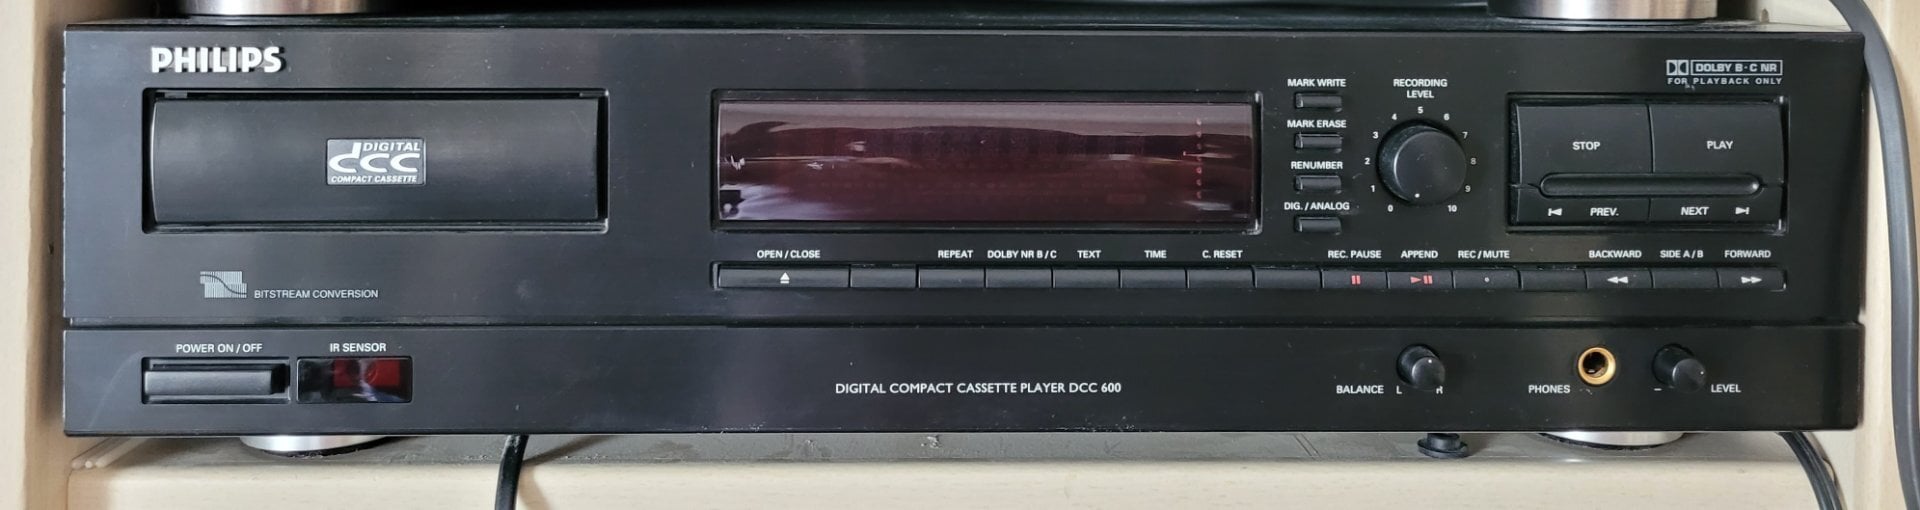 PHILIPS
DOLBY B·C NR
FOR PLAYBACK ONLY
DIGITAL
dcc
COMPACT CASSETTE
MARK WRITE
MARK ERASE
RENUMBER
DIG. / ANALOG
RECORDING
LEVEL
0 1 2 3 4 5 6 7 8 9 10
STOP PLAY
PREV. NEXT
OPEN / CLOSE REPEAT DOLBY NR B / C TEXT TIME C. RESET REC. PAUSE APPEND REC / MUTE BACKWARD SIDE A / B FORWARD
BITSTREAM CONVERSION
POWER ON / OFF IR SENSOR
DIGITAL COMPACT CASSETTE PLAYER DCC 600
BALANCE L R PHONES − LEVEL